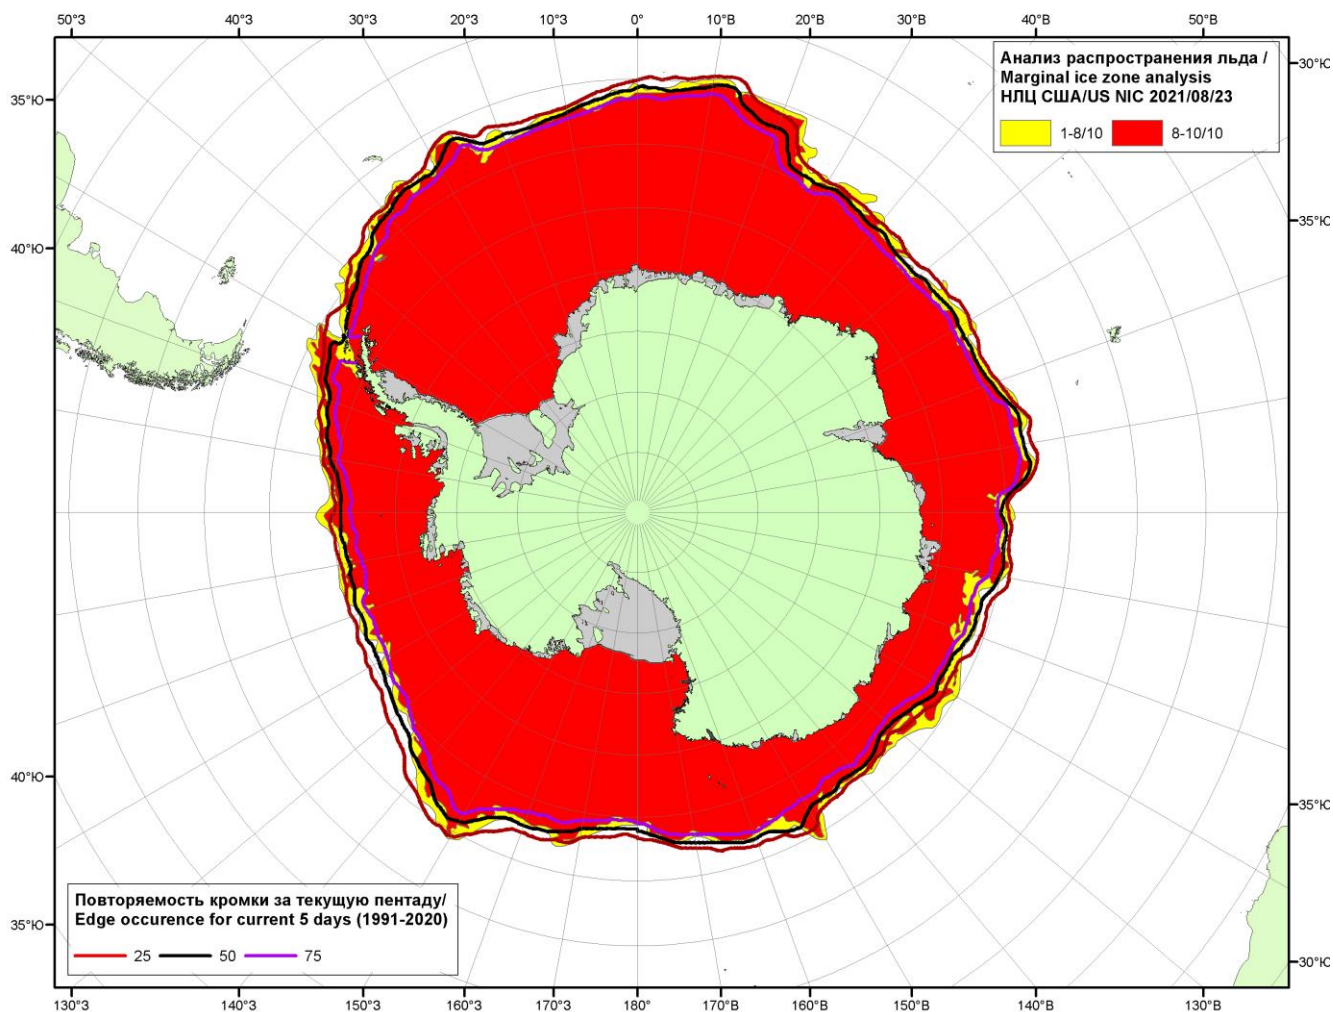 50°З 40°З 30°З 20°З 10°З 0° 10°В 20°В 30°В 40°В 50°В
Анализ распространения льда /
Marginal ice zone analysis
НЛЦ США/US NIC 2021/08/23
1-8/10 8-10/10
30°Ю
35°Ю
35°Ю
40°Ю
40°Ю
35°Ю
35°Ю
30°Ю
Повторяемость кромки за текущую пентаду/
Edge occurence for current 5 days (1991-2020)
25 50 75
130°З 140°З 150°З 160°З 170°З 180° 170°В 160°В 150°В 140°В 130°В